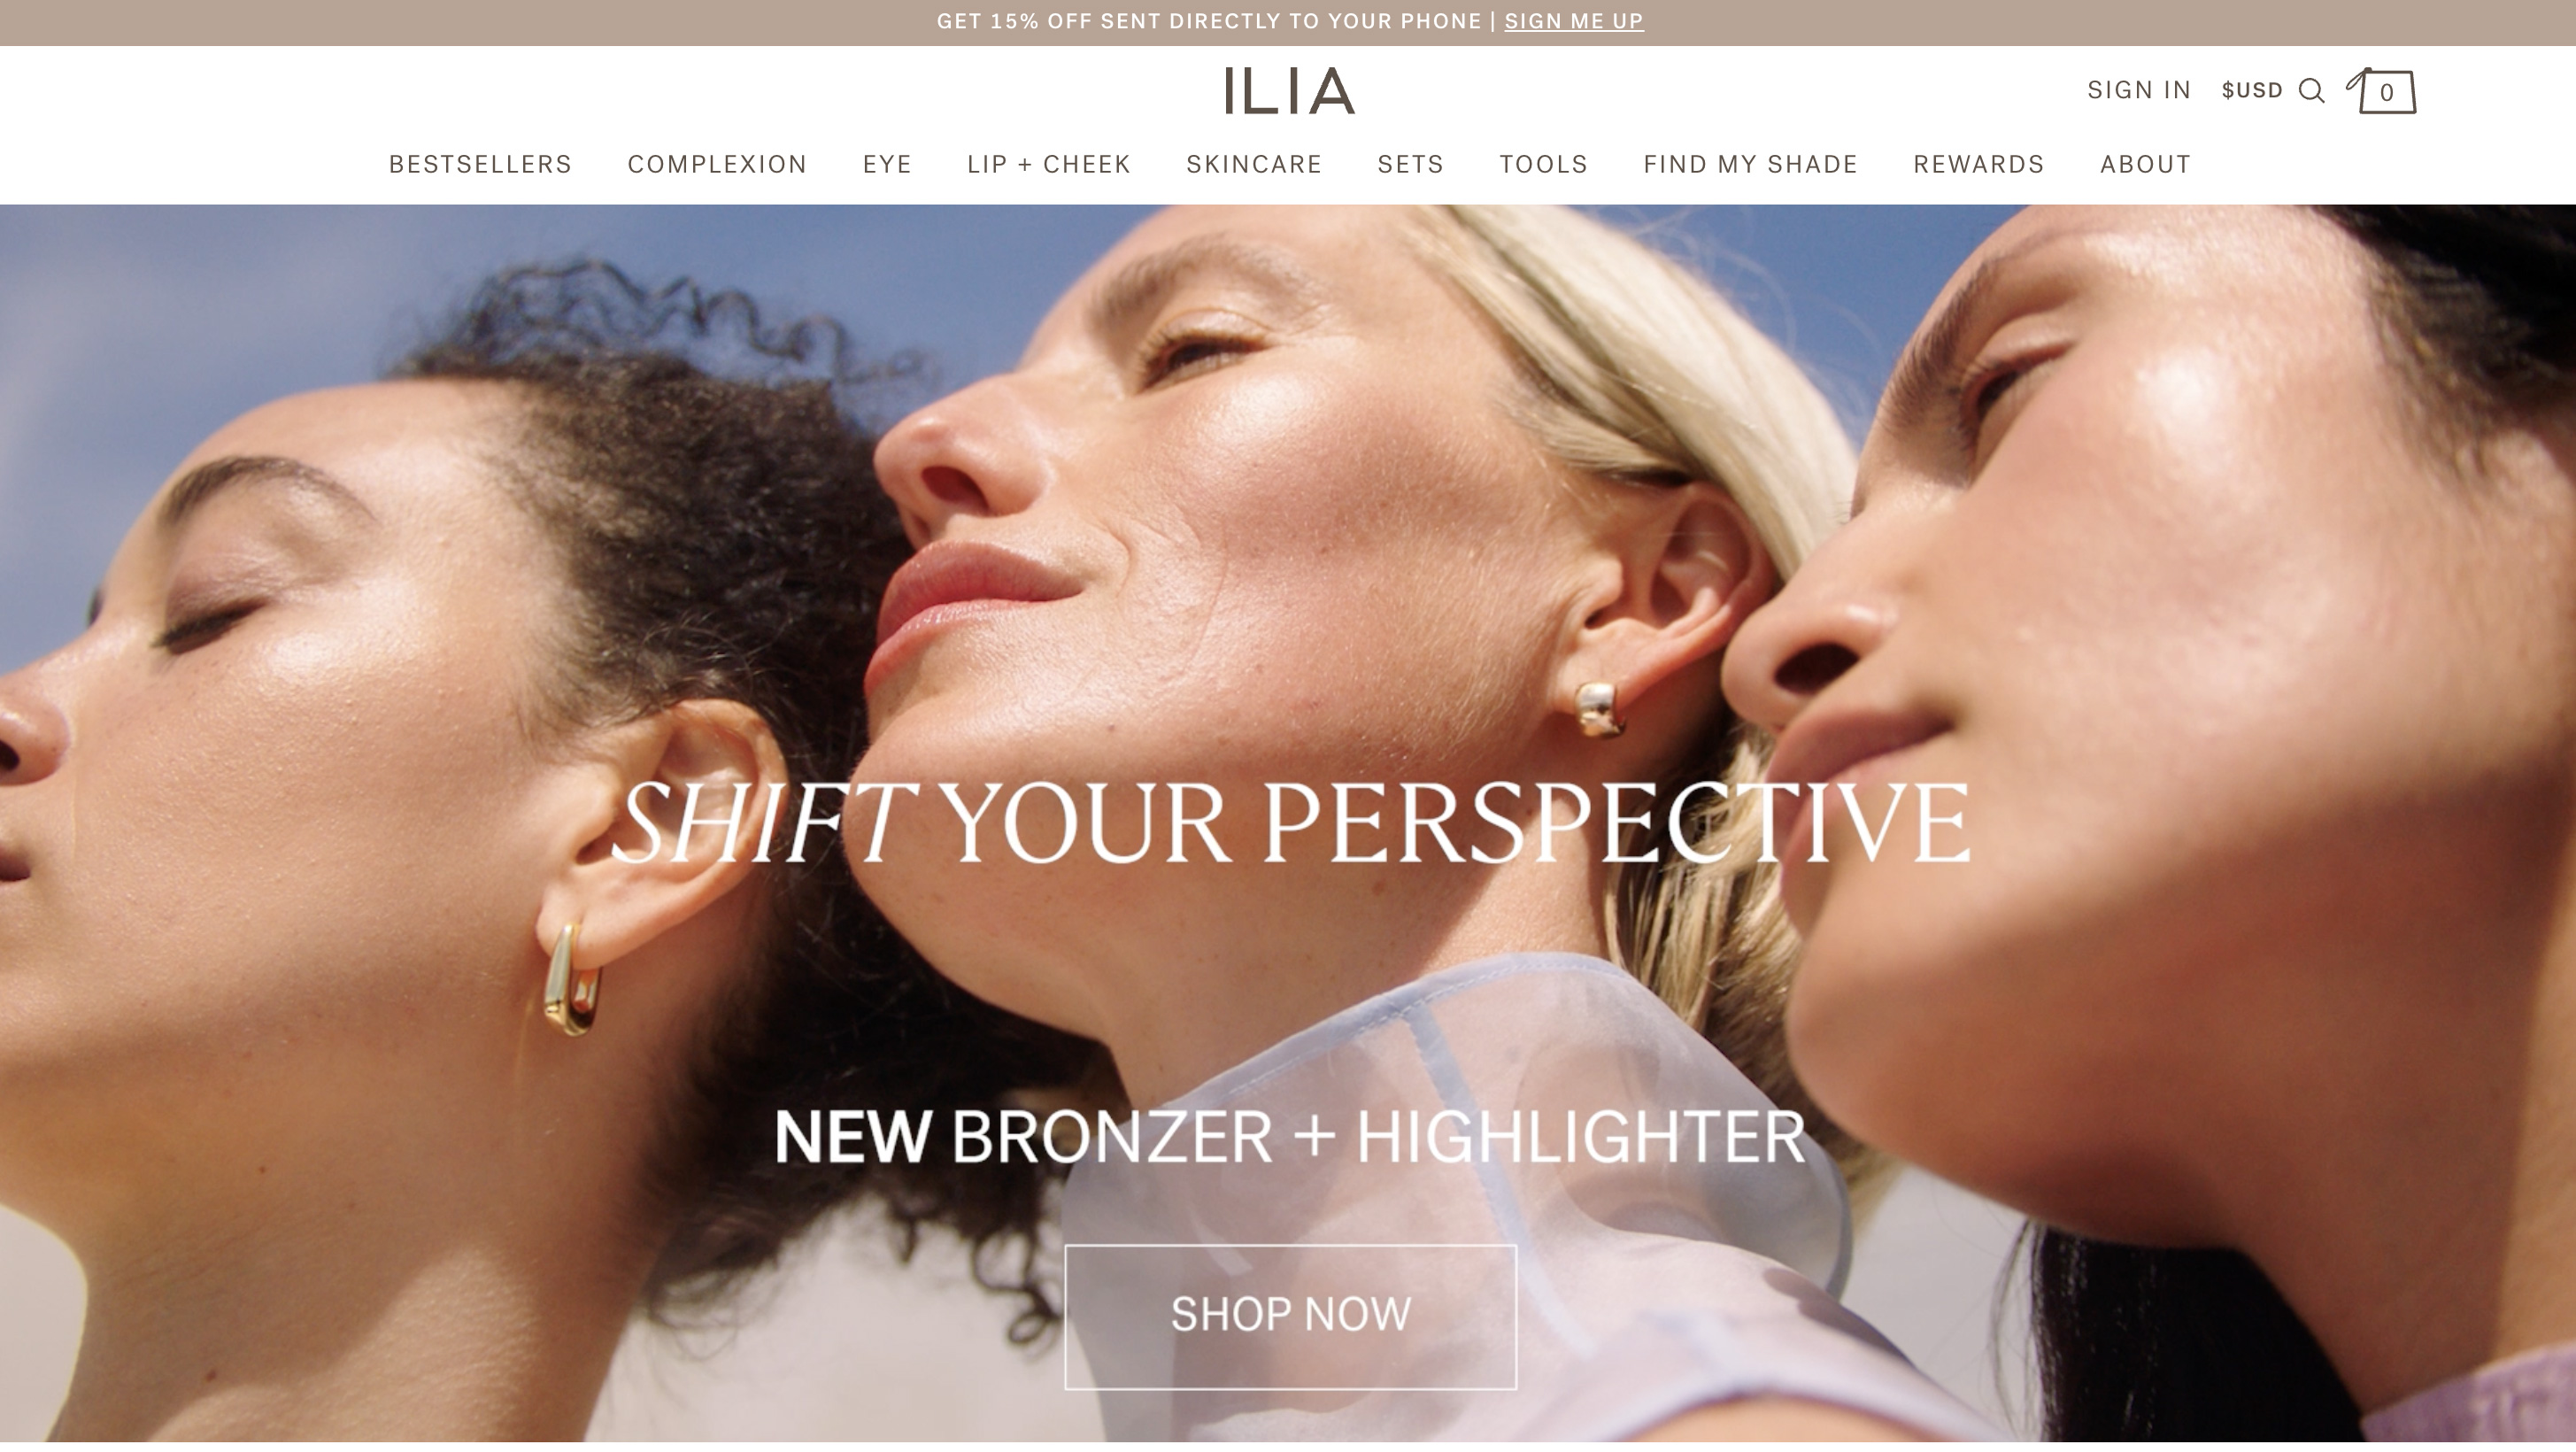 GET 15% OFF SENT DIRECTLY TO YOUR PHONE | SIGN ME UP
ILIA
SIGN IN $USD 0
BESTSELLERS COMPLEXION EYE LIP + CHEEK SKINCARE SETS TOOLS FIND MY SHADE REWARDS ABOUT
SHIFT YOUR PERSPECTIVE
NEW BRONZER + HIGHLIGHTER
SHOP NOW